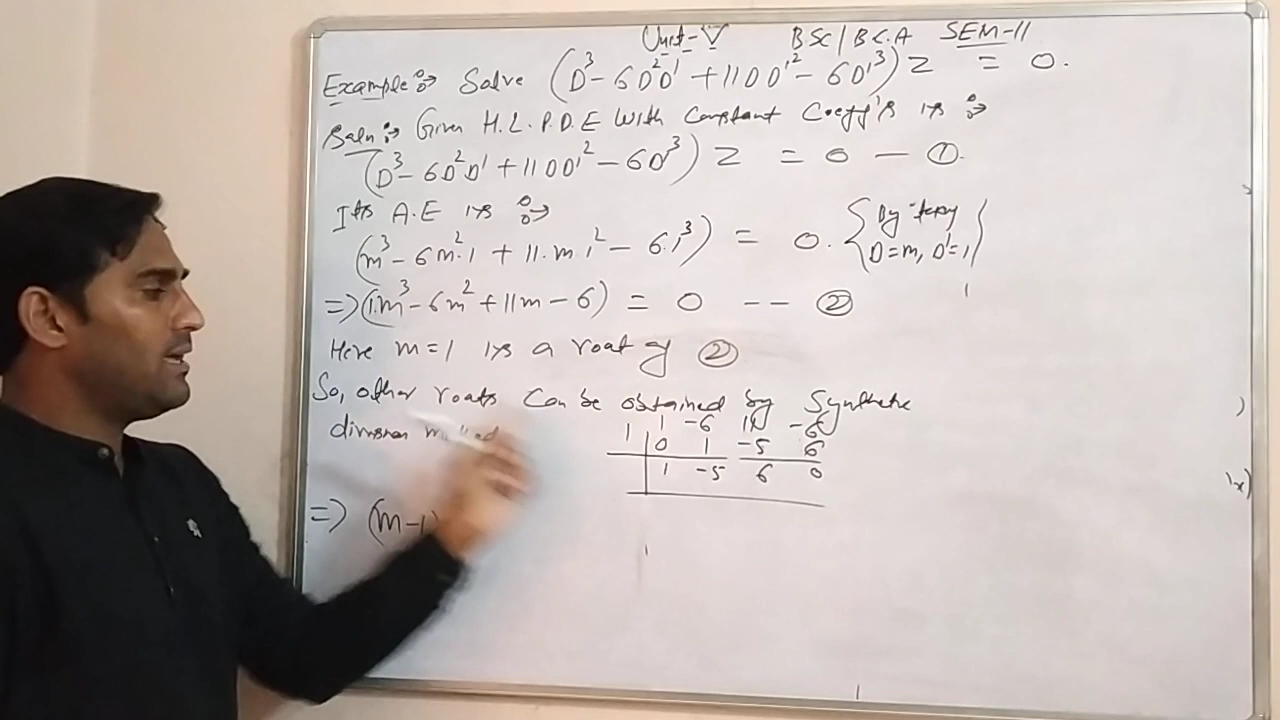 Unit-V BSC/BCA SEM-II
Example:→ Solve (D³ - 6D²D' + 11DD'² - 6D'³) Z = 0.
Soln:→ Given H.L.P.D.E With Constant Coeff's is :→
(D³ - 6D²D' + 11DD'² - 6D'³) Z = 0 — ①.
Its A.E is :→
(m³ - 6m².1 + 11.m.1² - 6.1³) = 0. {By
D=m, D'=1}
=> (1.m³ - 6m² + 11m - 6) = 0 -- ②
Here m=1 is a root of ②
So, other roots Can be obtained by Synthetic
division
1 | 1 -6 11 -6
0 1 -5 6
1 -5 6 0
=> (m-1)